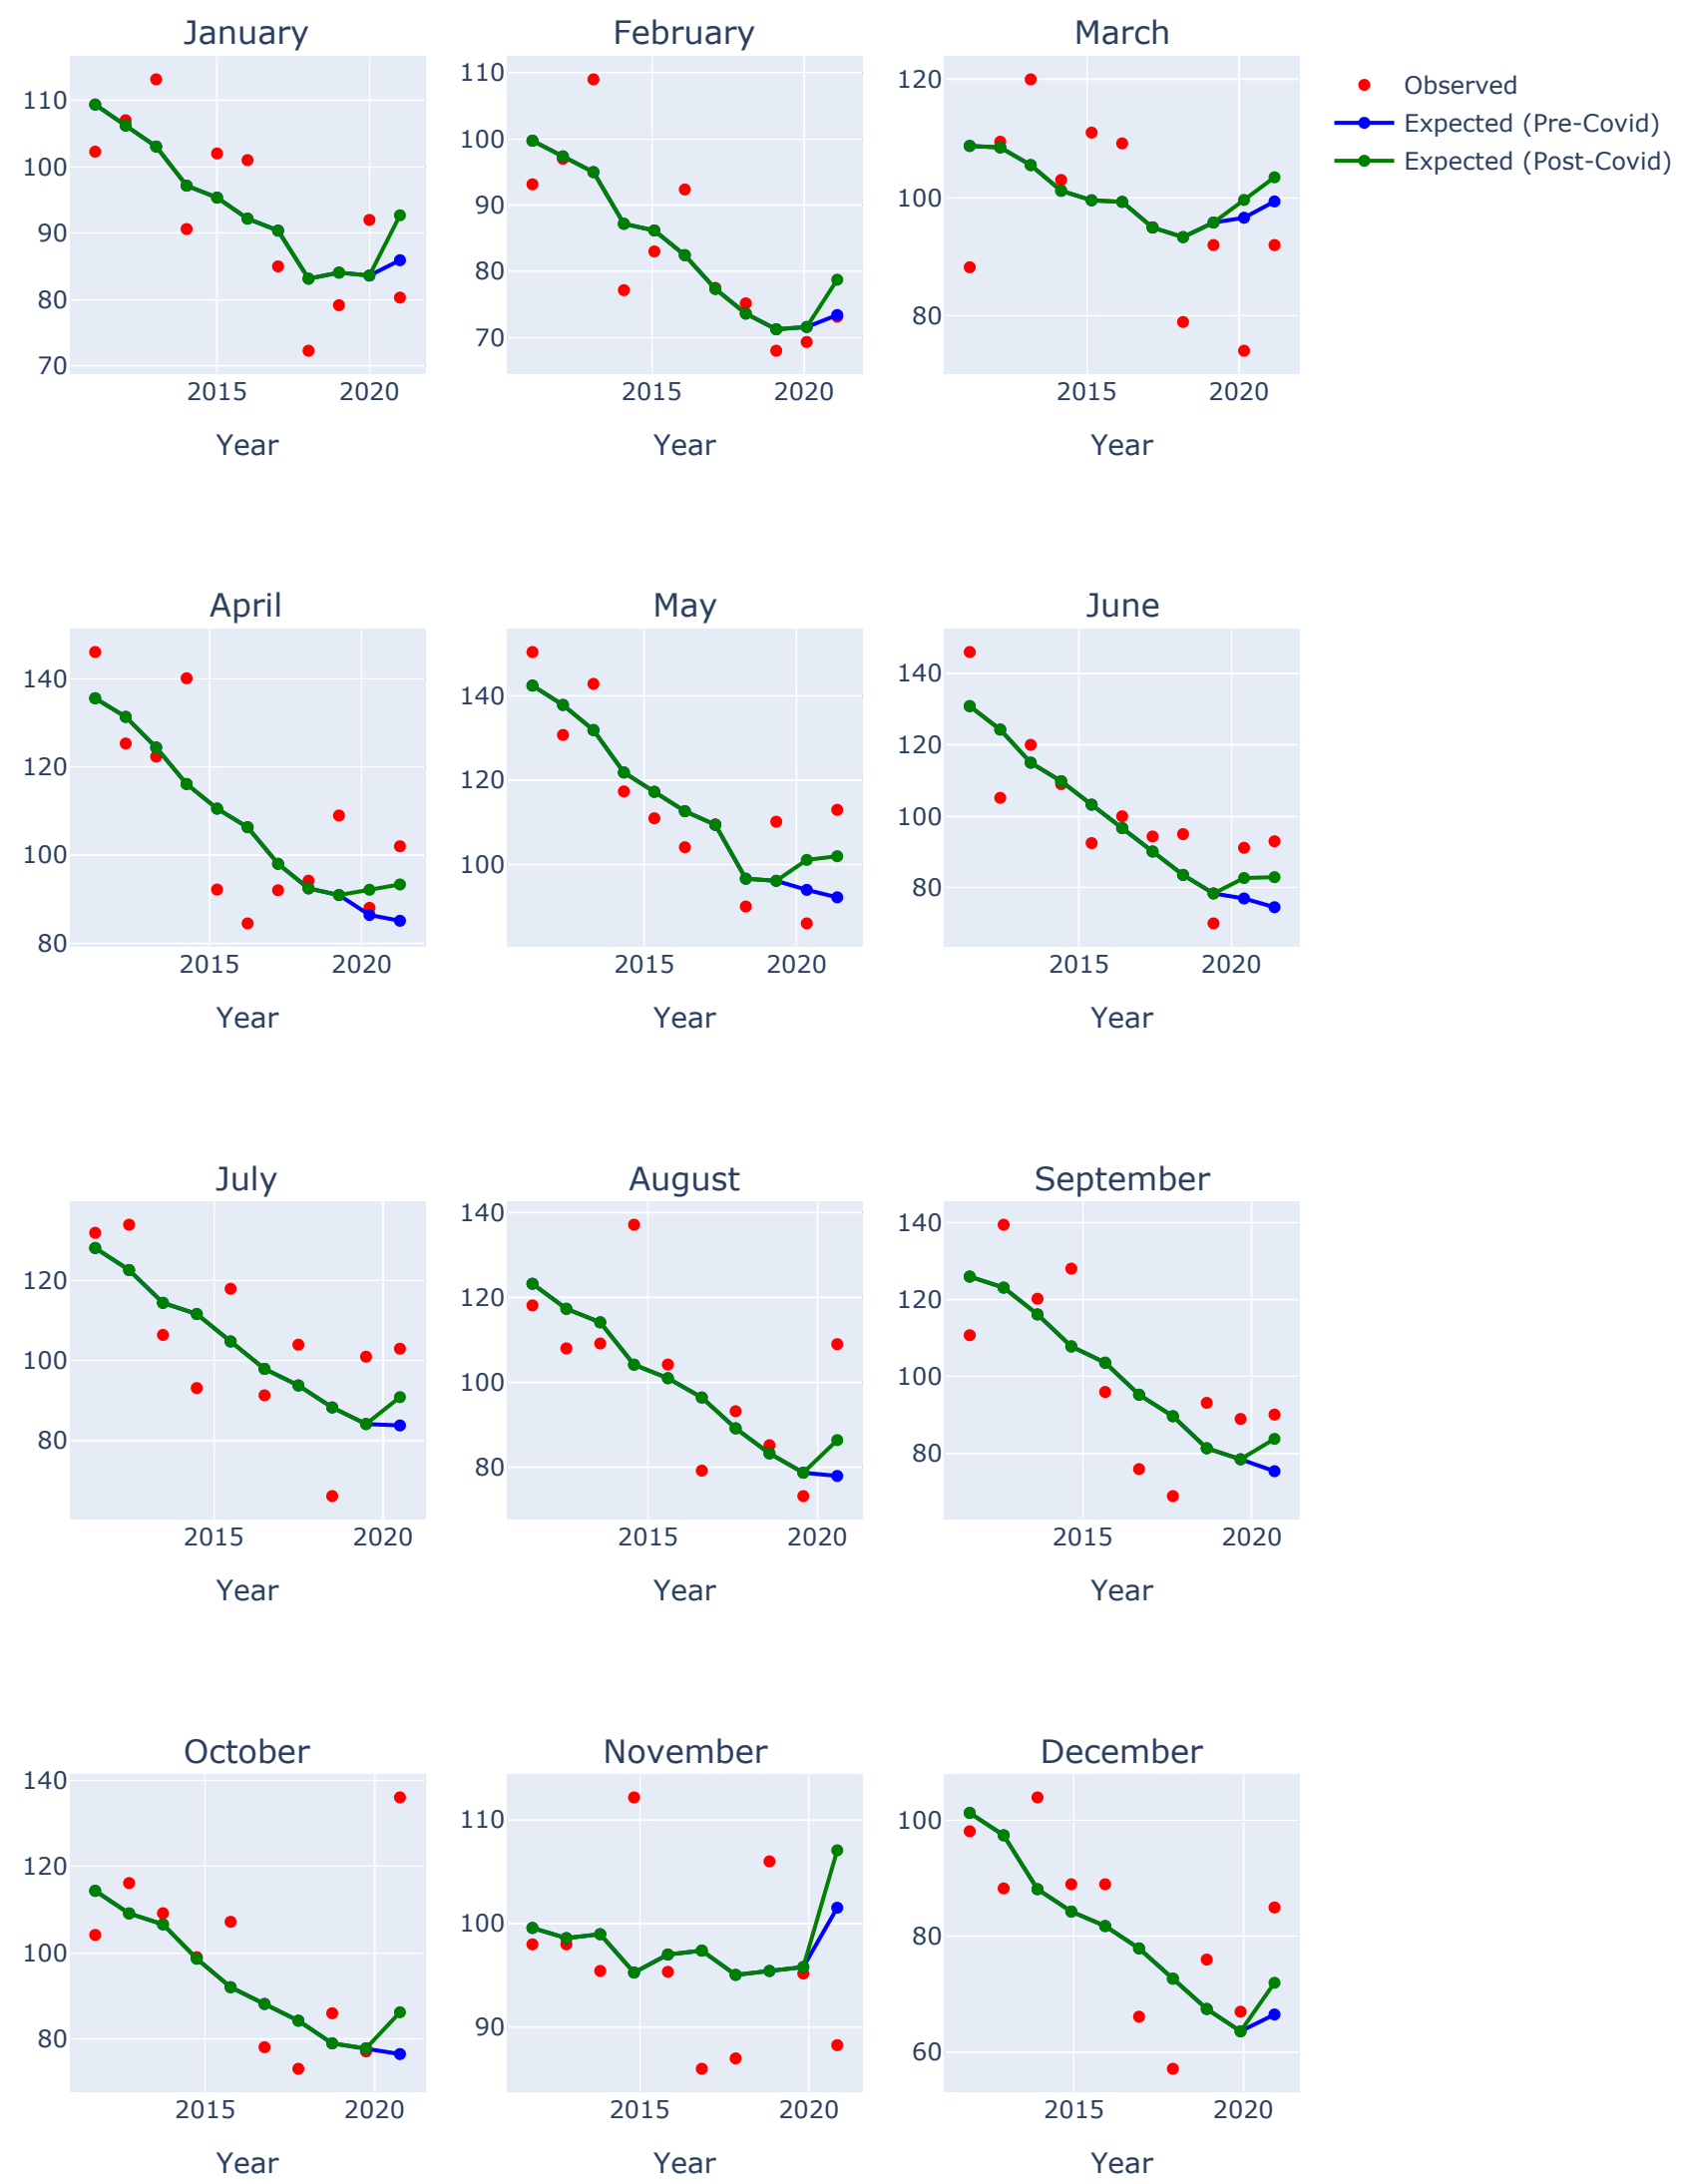 January
February
March
Observed
Expected (Pre-Covid)
Expected (Post-Covid)
110
100
90
80
70
2015
2020
Year
110
100
90
80
70
2015
2020
Year
120
100
80
2015
2020
Year
April
May
June
140
120
100
80
2015
2020
Year
140
120
100
2015
2020
Year
140
120
100
80
2015
2020
Year
July
August
September
120
100
80
2015
2020
Year
140
120
100
80
2015
2020
Year
140
120
100
80
2015
2020
Year
October
November
December
140
120
100
80
2015
2020
Year
110
100
90
2015
2020
Year
100
80
60
2015
2020
Year